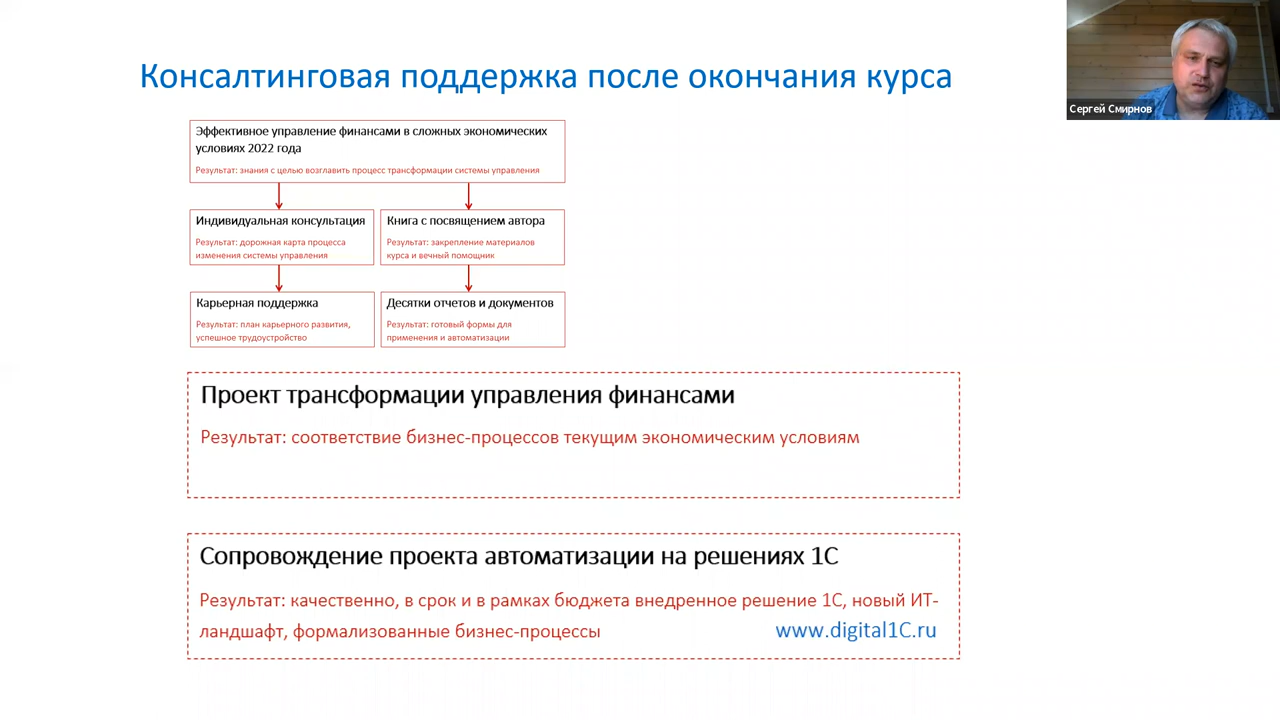 Консалтинговая поддержка после окончания курса
Сергей Смирнов
Эффективное управление финансами в сложных экономических
условиях 2022 года
Результат: знания с целью возглавить процесс трансформации системы управления
Индивидуальная консультация
Результат: дорожная карта процесса
изменения системы управления
Книга с посвящением автора
Результат: закрепление материалов
курса и вечный помощник
Карьерная поддержка
Результат: план карьерного развития,
успешное трудоустройство
Десятки отчетов и документов
Результат: готовый формы для
применения и автоматизации
Проект трансформации управления финансами
Результат: соответствие бизнес-процессов текущим экономическим условиям
Сопровождение проекта автоматизации на решениях 1С
Результат: качественно, в срок и в рамках бюджета внедренное решение 1С, новый ИТ-
ландшафт, формализованные бизнес-процессы
www.digital1C.ru